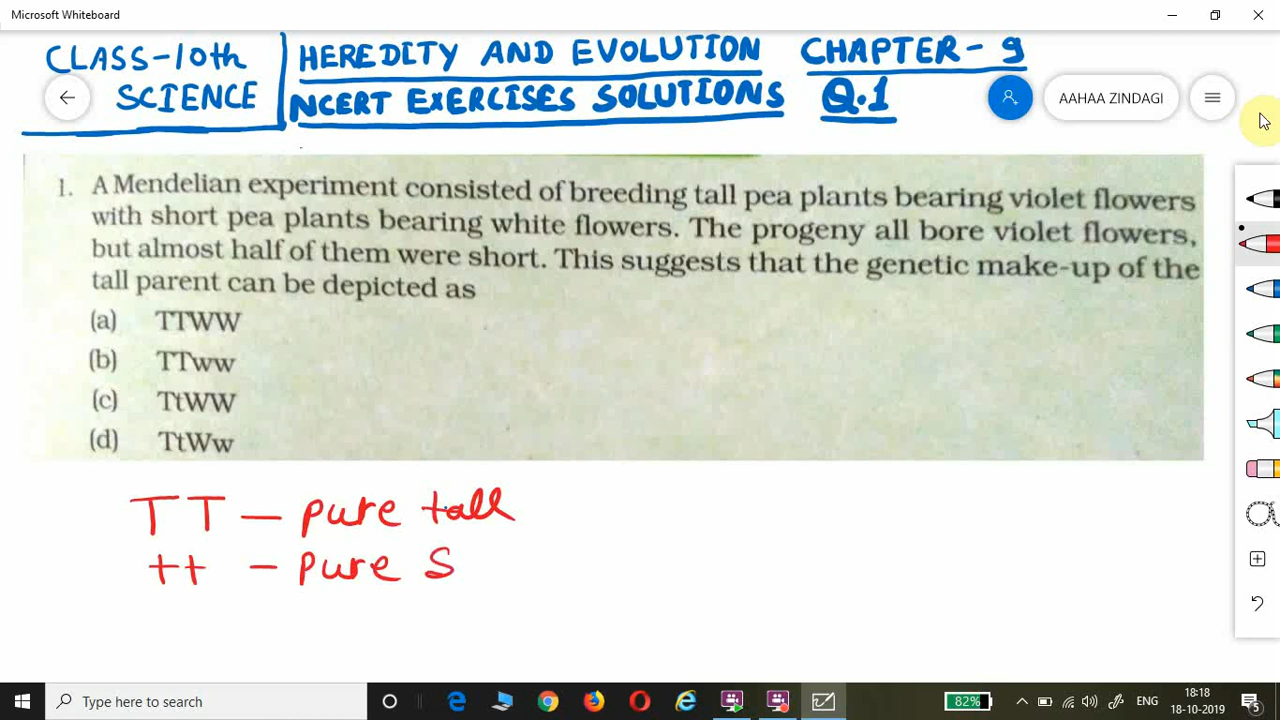 Microsoft Whiteboard
CLASS-10th
SCIENCE
HEREDITY AND EVOLUTION
NCERT EXERCISES SOLUTIONS
CHAPTER-9
Q.1
AAHAA ZINDAGI
1. A Mendelian experiment consisted of breeding tall pea plants bearing violet flowers
with short pea plants bearing white flowers. The progeny all bore violet flowers,
but almost half of them were short. This suggests that the genetic make-up of the
tall parent can be depicted as
(a) TTWW
(b) TTww
(c) TtWW
(d) TtWw
TT — pure tall
tt — pure S
Type here to search
82%
ENG
18:18
18-10-2019
5